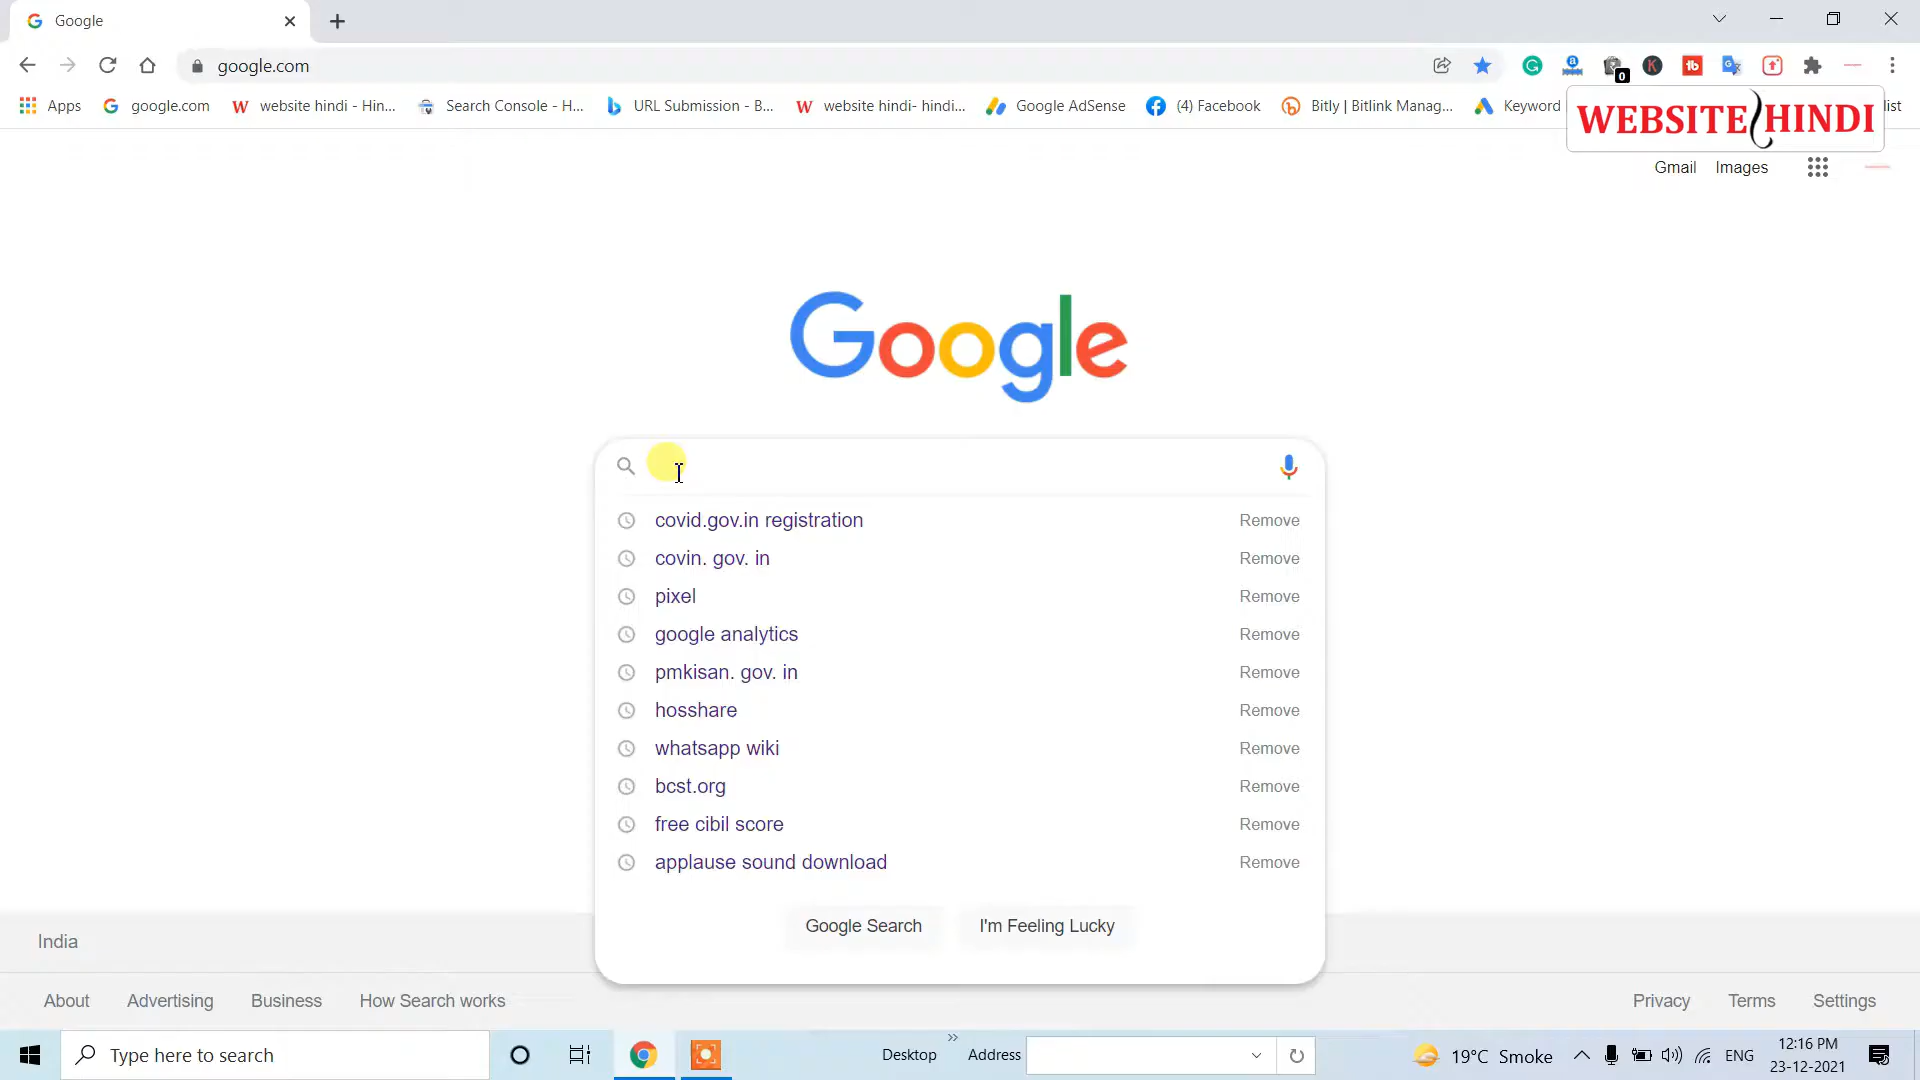 Google
google.com
Apps google.com website hindi - Hin... Search Console - H... URL Submission - B... website hindi- hindi... Google AdSense (4) Facebook Bitly | Bitlink Manag... Keyword list
WEBSITE HINDI
Gmail Images
Google
covid.gov.in registration Remove
covin. gov. in Remove
pixel Remove
google analytics Remove
pmkisan. gov. in Remove
hosshare Remove
whatsapp wiki Remove
bcst.org Remove
free cibil score Remove
applause sound download Remove
Google Search I'm Feeling Lucky
India
About Advertising Business How Search works Privacy Terms Settings
Type here to search Desktop Address 19°C Smoke ENG 12:16 PM
23-12-2021